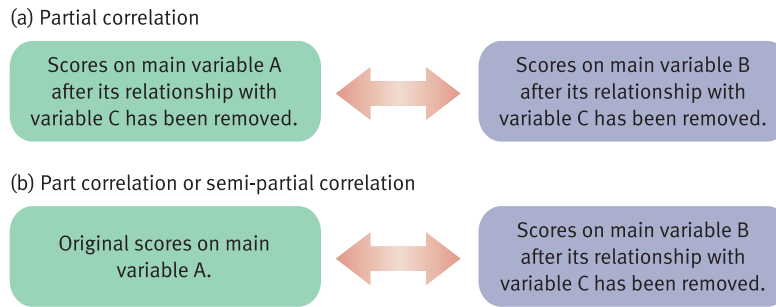 (a) Partial correlation
Scores on main variable A
after its relationship with
variable C has been removed.
Scores on main variable B
after its relationship with
variable C has been removed.
(b) Part correlation or semi-partial correlation
Original scores on main
variable A.
Scores on main variable B
after its relationship with
variable C has been removed.